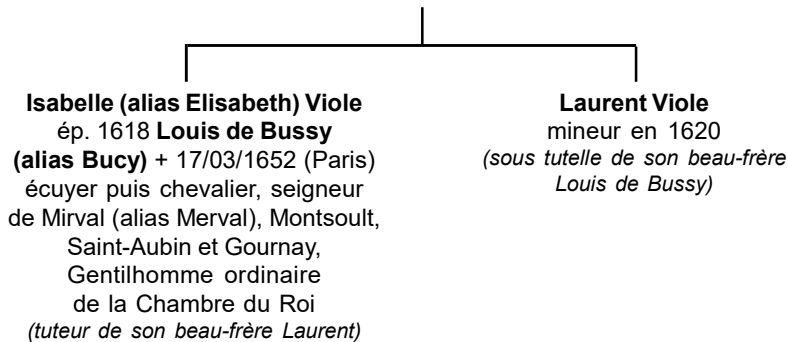 Isabelle (alias Elisabeth) Viole
ép. 1618 Louis de Bussy
(alias Bucy) + 17/03/1652 (Paris)
écuyer puis chevalier, seigneur
de Mirval (alias Merval), Montsoult,
Saint-Aubin et Gournay,
Gentilhomme ordinaire
de la Chambre du Roi
(tuteur de son beau-frère Laurent)
Laurent Viole
mineur en 1620
(sous tutelle de son beau-frère
Louis de Bussy)